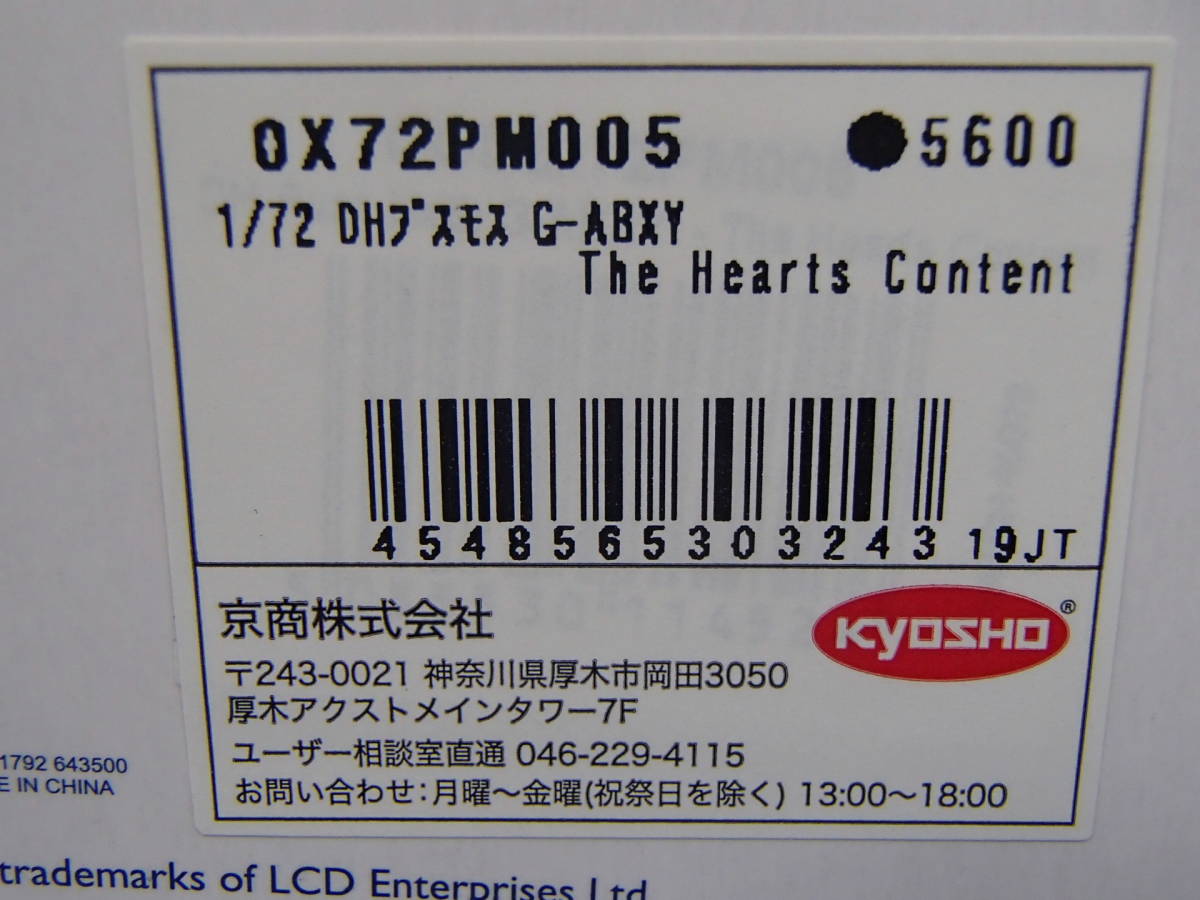 0X72PM005 ●5600
1/72 DHﾌﾟｽﾓｽ G-ABXY
The Hearts Content
4548565303243 19JT
京商株式会社
KYOSHO®
〒243-0021 神奈川県厚木市岡田3050
厚木アクストメインタワー7F
ユーザー相談室直通 046-229-4115
お問い合わせ:月曜〜金曜(祝祭日を除く) 13:00〜18:00
1792 643500
E IN CHINA
trademarks of LCD Enterprises Ltd